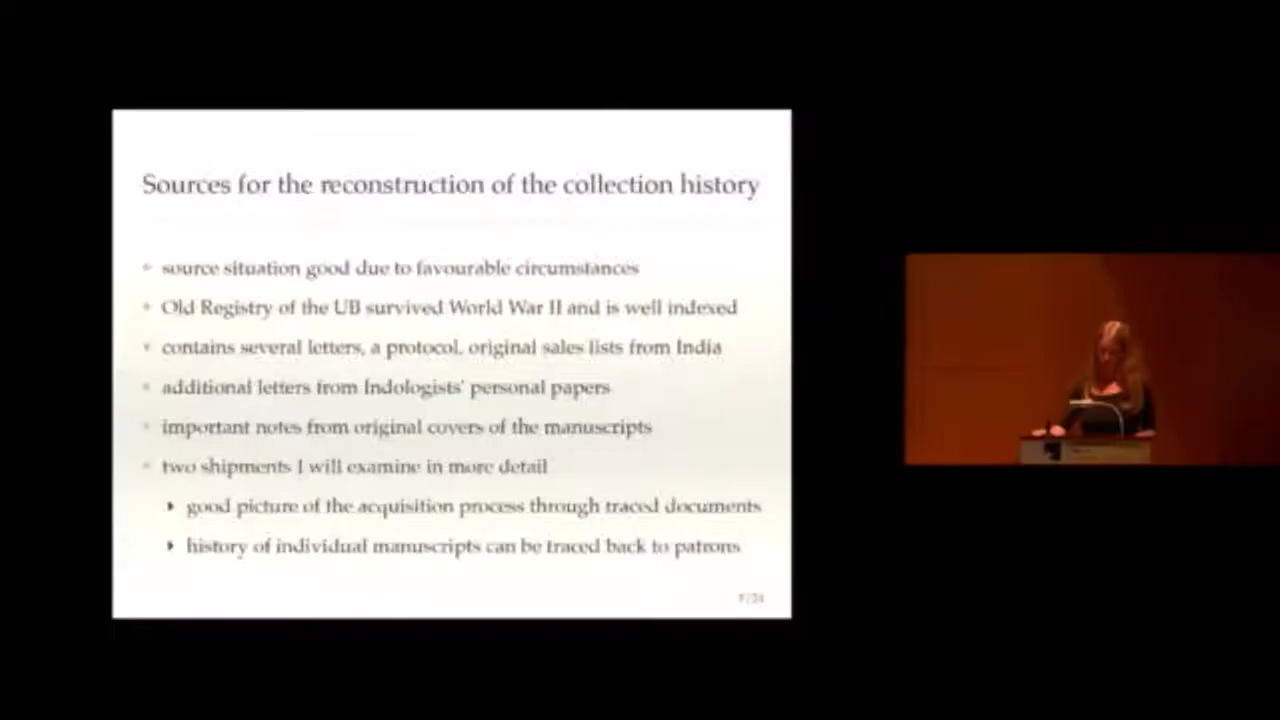 Sources for the reconstruction of the collection history
source situation good due to favourable circumstances
Old Registry of the UB survived World War II and is well indexed
contains several letters, a protocol, original sales lists from India
additional letters from Indologists' personal papers
important notes from original covers of the manuscripts
two shipments I will examine in more detail
good picture of the acquisition process through traced documents
history of individual manuscripts can be traced back to patrons